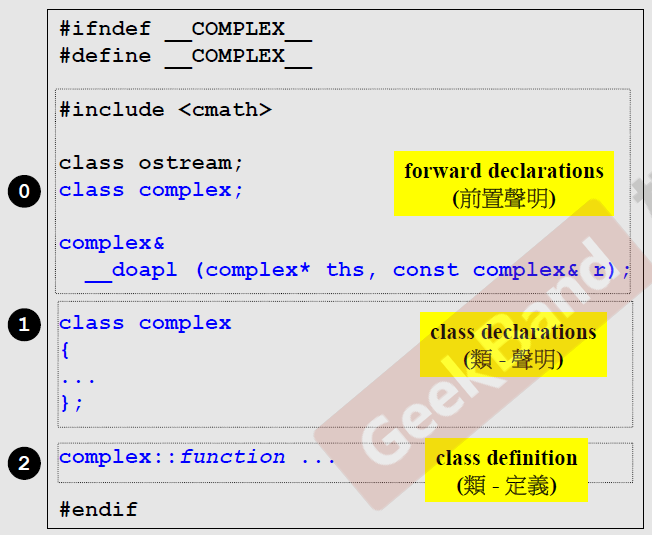 #ifndef __COMPLEX__
#define __COMPLEX__
#include <cmath>
class ostream;
0
class complex;
forward declarations
(前置聲明)
complex&
__doapl (complex* ths, const complex& r);
1
class complex
{
...
};
class declarations
(類 - 聲明)
2
complex::function ...
class definition
(類 - 定義)
#endif
GeekBand